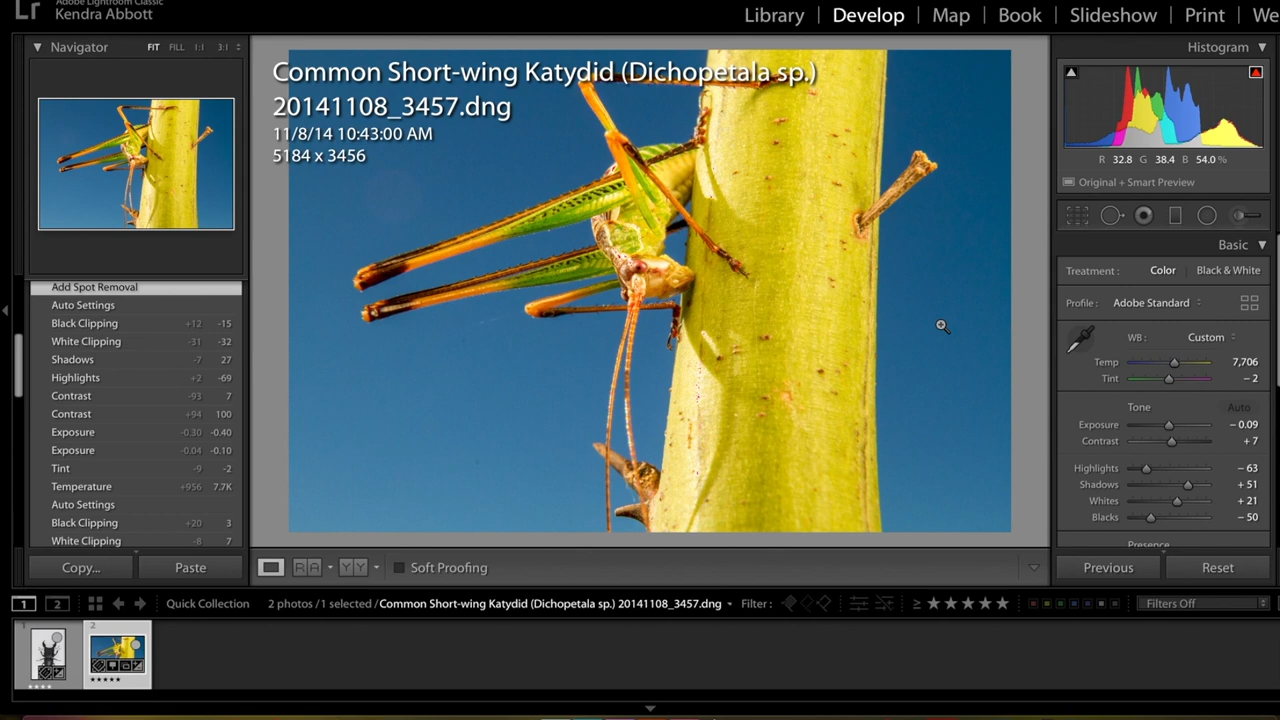 Lr
Adobe Lightroom Classic
Kendra Abbott
Library | Develop | Map | Book | Slideshow | Print |
Navigator FIT FILL 1:1 3:1
Add Spot Removal
Auto Settings
Black Clipping +12 -15
White Clipping -31 -32
Shadows -7 27
Highlights +2 -69
Contrast -93 7
Contrast +94 100
Exposure -0.30 -0.40
Exposure -0.04 -0.10
Tint -9 -2
Temperature +956 7.7K
Auto Settings
Black Clipping +20 3
White Clipping -8 7
Copy... Paste
Common Short-wing Katydid (Dichopetala sp.)
20141108_3457.dng
11/8/14 10:43:00 AM
5184 x 3456
R A Y Y Soft Proofing
Histogram
R 32.8 G 38.4 B 54.0 %
Original + Smart Preview
Basic
Treatment : Color Black & White
Profile : Adobe Standard
WB : Custom
Temp 7,706
Tint – 2
Tone Auto
Exposure – 0.09
Contrast + 7
Highlights – 63
Shadows + 51
Whites + 21
Blacks – 50
Presence
Previous Reset
1 2 Quick Collection 2 photos / 1 selected / Common Short-wing Katydid (Dichopetala sp.) 20141108_3457.dng Filter : ≥ ★★★★★ Filters Off
1 2